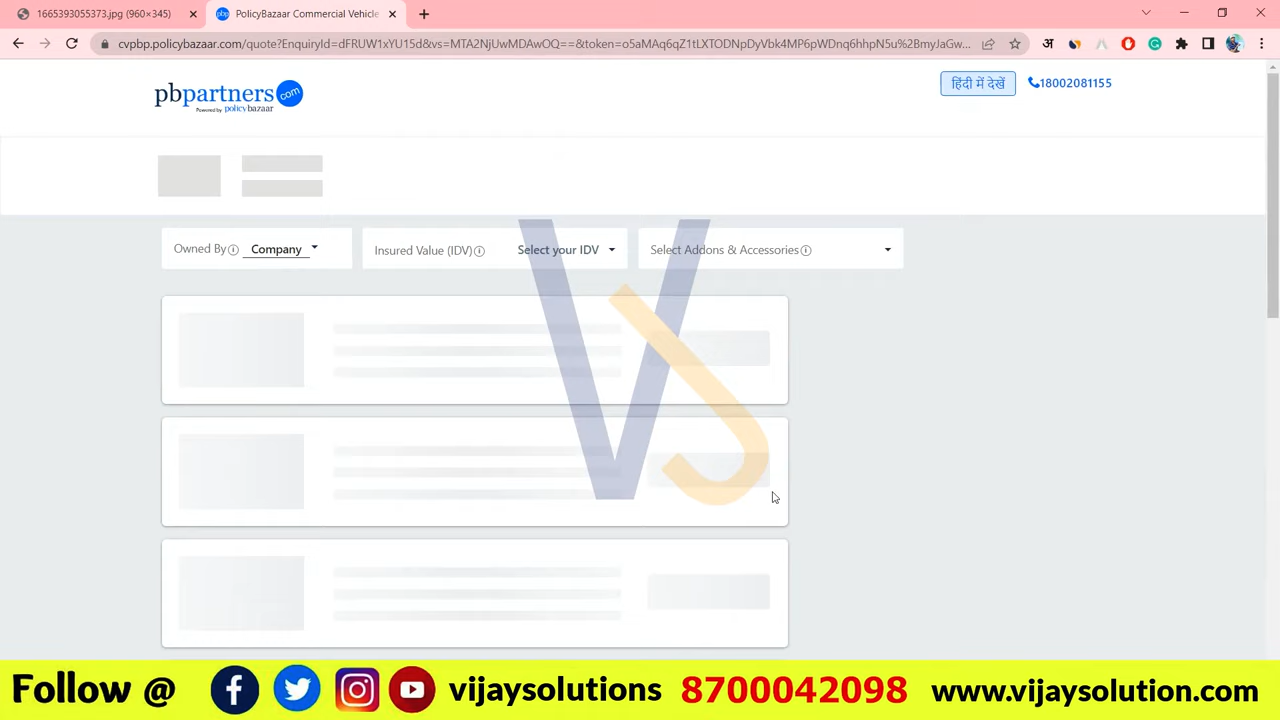 1665393055373.jpg (960×345)
PolicyBazaar Commercial Vehicle
cvpbp.policybazaar.com/quote?EnquiryId=dFRUW1xYU15d&vs=MTA2NjUwMDAwOQ==&token=o5aMAq6qZ1tLXTODNpDyVbk4MP6pWDnq6hhpN5u%2BmyJaGw...
pbpartners.com
Powered by policybazaar
हिंदी में देखें
18002081155
Owned By Company
Insured Value (IDV) Select your IDV
Select Addons & Accessories
VJ
Follow @ vijaysolutions 8700042098 www.vijaysolution.com